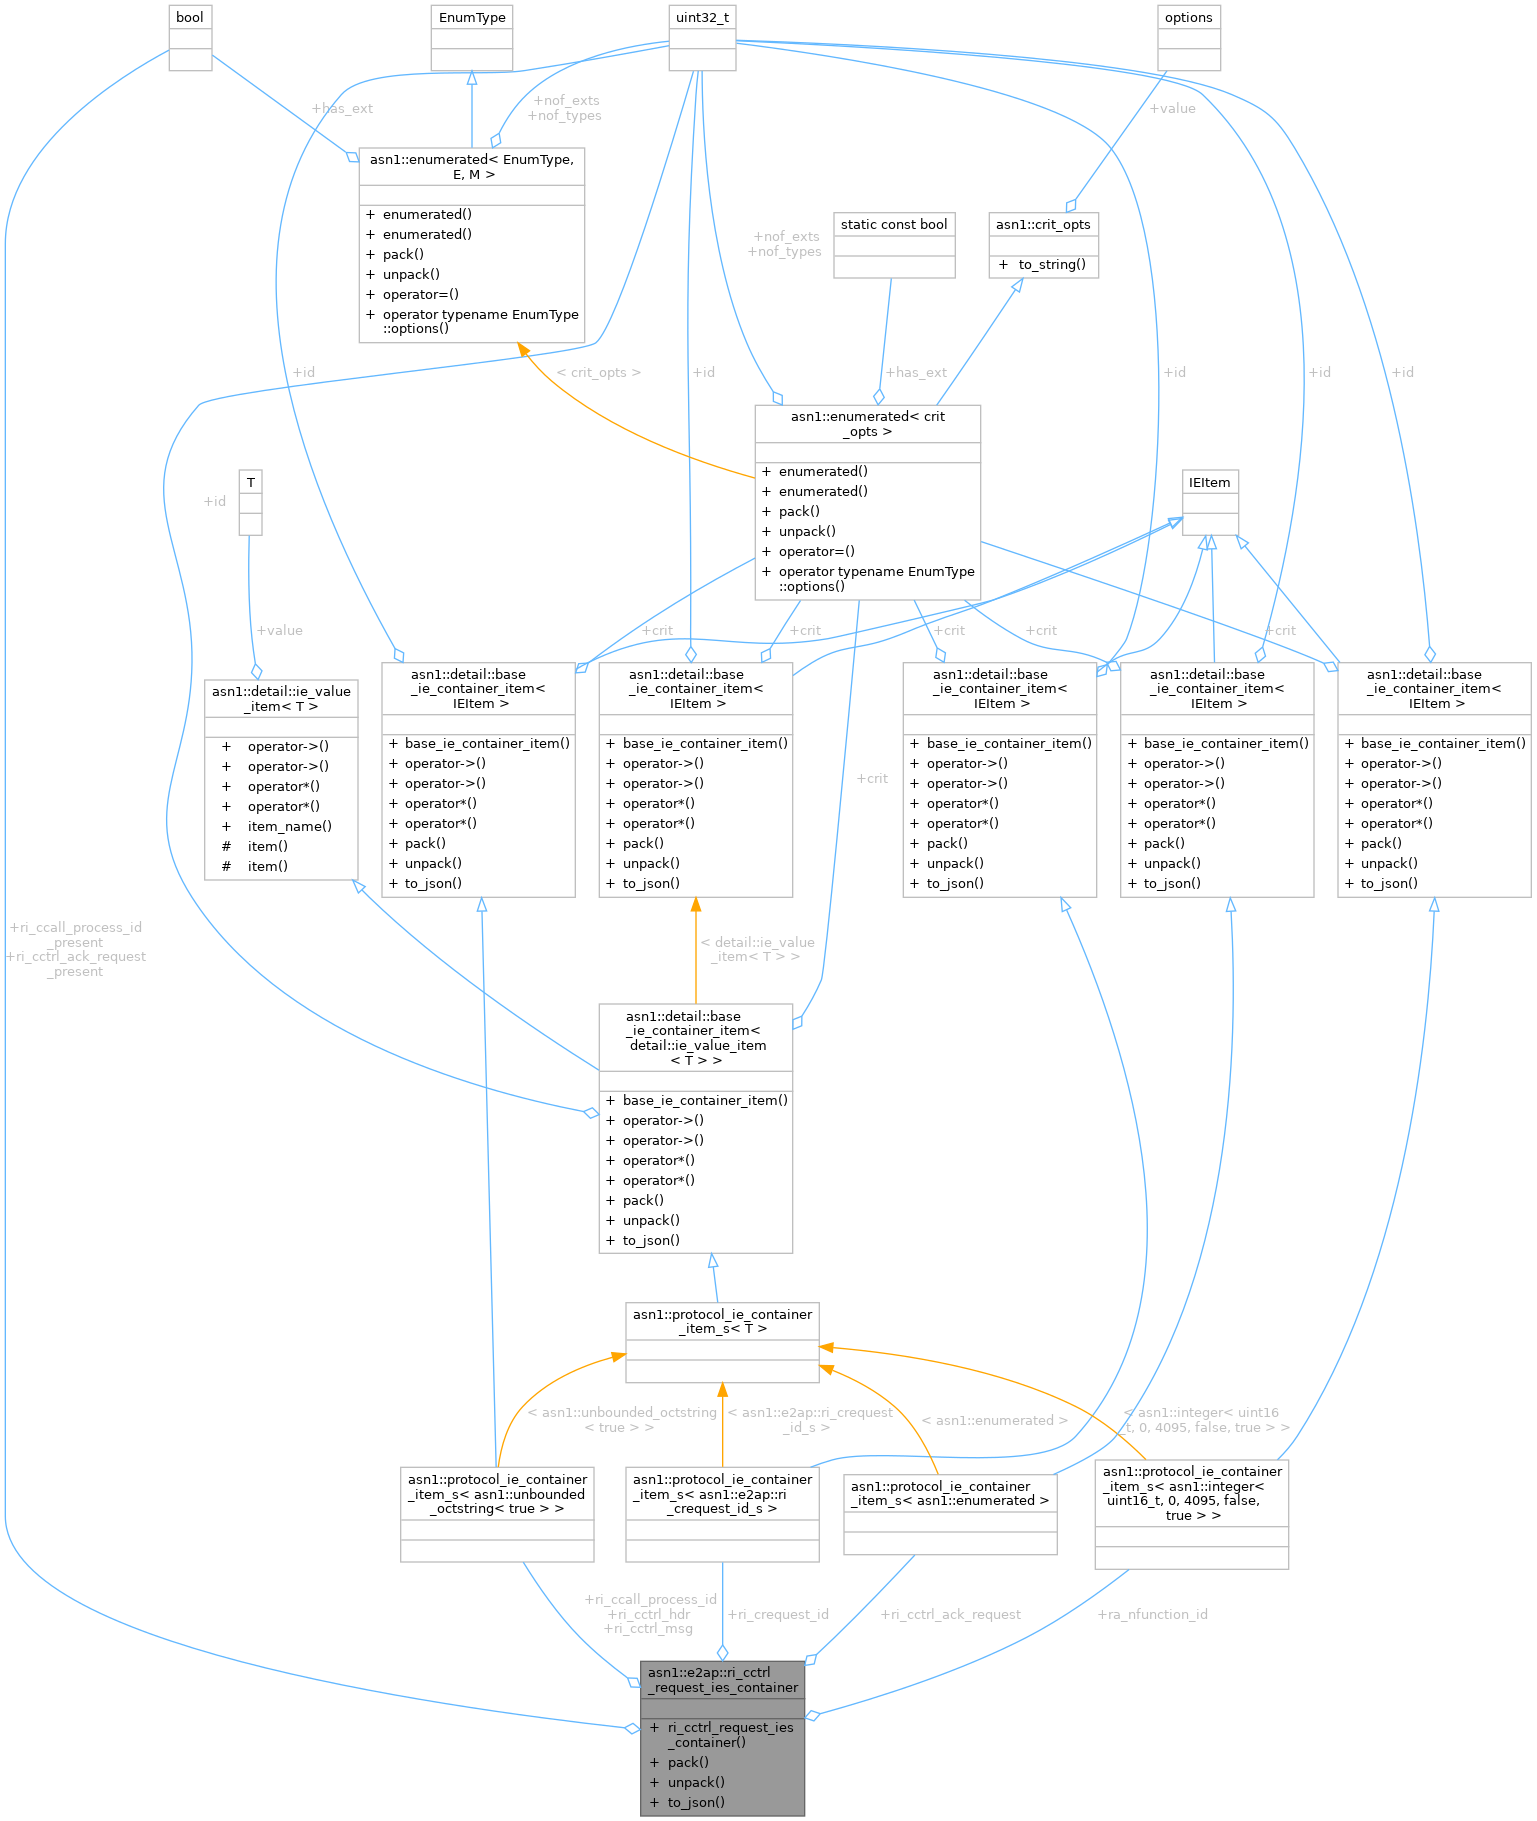 bool
EnumType
uint32_t
options
+has_ext
+nof_exts
+nof_types
+value
asn1::enumerated< EnumType,
E, M >
+ enumerated()
+ enumerated()
+ pack()
+ unpack()
+ operator=()
+ operator typename EnumType
::options()
+nof_exts
+nof_types
static const bool
asn1::crit_opts
+ to_string()
+id
< crit_opts >
+id
+has_ext
+id
+id
+id
asn1::enumerated< crit
_opts >
+ enumerated()
+ enumerated()
+ pack()
+ unpack()
+ operator=()
+ operator typename EnumType
::options()
T
+id
IEItem
+value
+crit
+crit
+crit
+crit
+crit
asn1::detail::ie_value
_item< T >
+ operator->()
+ operator->()
+ operator*()
+ operator*()
+ item_name()
# item()
# item()
asn1::detail::base
_ie_container_item<
IEItem >
+ base_ie_container_item()
+ operator->()
+ operator->()
+ operator*()
+ operator*()
+ pack()
+ unpack()
+ to_json()
asn1::detail::base
_ie_container_item<
IEItem >
+ base_ie_container_item()
+ operator->()
+ operator->()
+ operator*()
+ operator*()
+ pack()
+ unpack()
+ to_json()
+crit
asn1::detail::base
_ie_container_item<
IEItem >
+ base_ie_container_item()
+ operator->()
+ operator->()
+ operator*()
+ operator*()
+ pack()
+ unpack()
+ to_json()
asn1::detail::base
_ie_container_item<
IEItem >
+ base_ie_container_item()
+ operator->()
+ operator->()
+ operator*()
+ operator*()
+ pack()
+ unpack()
+ to_json()
asn1::detail::base
_ie_container_item<
IEItem >
+ base_ie_container_item()
+ operator->()
+ operator->()
+ operator*()
+ operator*()
+ pack()
+ unpack()
+ to_json()
+ri_ccall_process_id
_present
+ri_cctrl_ack_request
_present
< detail::ie_value
_item< T > >
asn1::detail::base
_ie_container_item<
detail::ie_value_item
< T > >
+ base_ie_container_item()
+ operator->()
+ operator->()
+ operator*()
+ operator*()
+ pack()
+ unpack()
+ to_json()
asn1::protocol_ie_container
_item_s< T >
< asn1::unbounded_octstring
< true > >
< asn1::e2ap::ri_crequest
_id_s >
< asn1::enumerated >
< asn1::integer< uint16
_t, 0, 4095, false, true > >
asn1::protocol_ie_container
_item_s< asn1::unbounded
_octstring< true > >
asn1::protocol_ie_container
_item_s< asn1::e2ap::ri
_crequest_id_s >
asn1::protocol_ie_container
_item_s< asn1::enumerated >
asn1::protocol_ie_container
_item_s< asn1::integer<
uint16_t, 0, 4095, false,
true > >
+ri_ccall_process_id
+ri_cctrl_hdr
+ri_cctrl_msg
+ri_crequest_id
+ri_cctrl_ack_request
+ra_nfunction_id
asn1::e2ap::ri_cctrl
_request_ies_container
+ ri_cctrl_request_ies
_container()
+ pack()
+ unpack()
+ to_json()